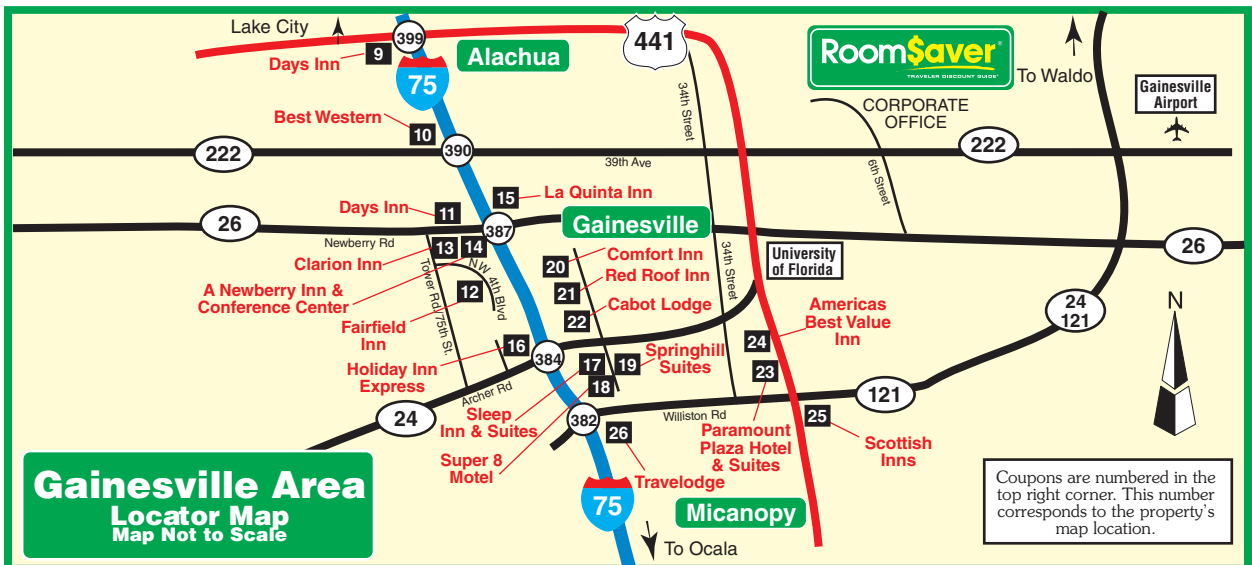 Lake City
399
441
Room$aver®
TRAVELER DISCOUNT GUIDE®
To Waldo
Days Inn
9
Alachua
75
34th Street
CORPORATE
OFFICE
Gainesville
Airport
Best Western
10
222
390
39th Ave
222
6th Street
15
La Quinta Inn
Days Inn
11
26
387
Gainesville
Newberry Rd
26
13
14
Clarion Inn
20
Comfort Inn
34th Street
University
of Florida
21
Red Roof Inn
A Newberry Inn &
Conference Center
Tower Rd./75th St.
NW 4th Blvd
12
22
Cabot Lodge
24
121
N
Fairfield
Inn
Americas
Best Value
Inn
16
384
24
Holiday Inn
Express
17
19
Springhill
Suites
23
18
Archer Rd
24
121
Sleep
Inn & Suites
382
Williston Rd
25
26
Paramount
Plaza Hotel
& Suites
Scottish
Inns
Super 8
Motel
Travelodge
Gainesville Area
Locator Map
Map Not to Scale
75
Micanopy
To Ocala
Coupons are numbered in the
top right corner. This number
corresponds to the property's
map location.